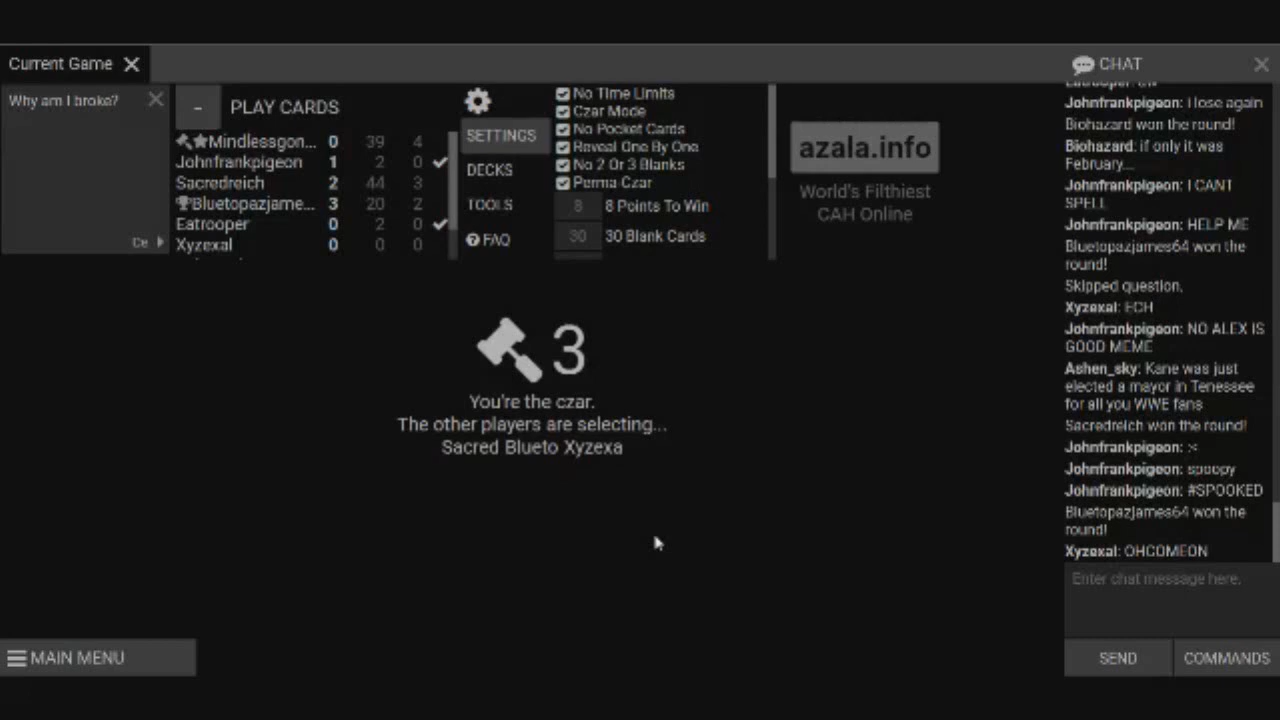 Current Game
CHAT
Why am I broke?
Ce
PLAY CARDS
Mindlessgon... 0 39 4
Johnfrankpigeon 1 2 0
Sacredreich 2 44 3
Bluetopazjame... 3 20 2
Eatrooper 0 2 0
Xyzexal 0 0 0
SETTINGS
DECKS
TOOLS
FAQ
No Time Limits
Czar Mode
No Pocket Cards
Reveal One By One
No 2 Or 3 Blanks
Perma Czar
8 8 Points To Win
30 30 Blank Cards
azala.info
World's Filthiest
CAH Online
3
You're the czar.
The other players are selecting...
Sacred Blueto Xyzexa
Johnfrankpigeon: i lose again
Biohazard won the round!
Biohazard: if only it was
February...
Johnfrankpigeon: I CANT
SPELL
Johnfrankpigeon: HELP ME
Bluetopazjames64 won the
round!
Skipped question.
Xyzexal: ECH
Johnfrankpigeon: NO ALEX IS
GOOD MEME
Ashen_sky: Kane was just
elected a mayor in Tenessee
for all you WWE fans
Sacredreich won the round!
Johnfrankpigeon: :<
Johnfrankpigeon: spoopy
Johnfrankpigeon: #SPOOKED
Bluetopazjames64 won the
round!
Xyzexal: OHCOMEON
Enter chat message here.
SEND
COMMANDS
MAIN MENU